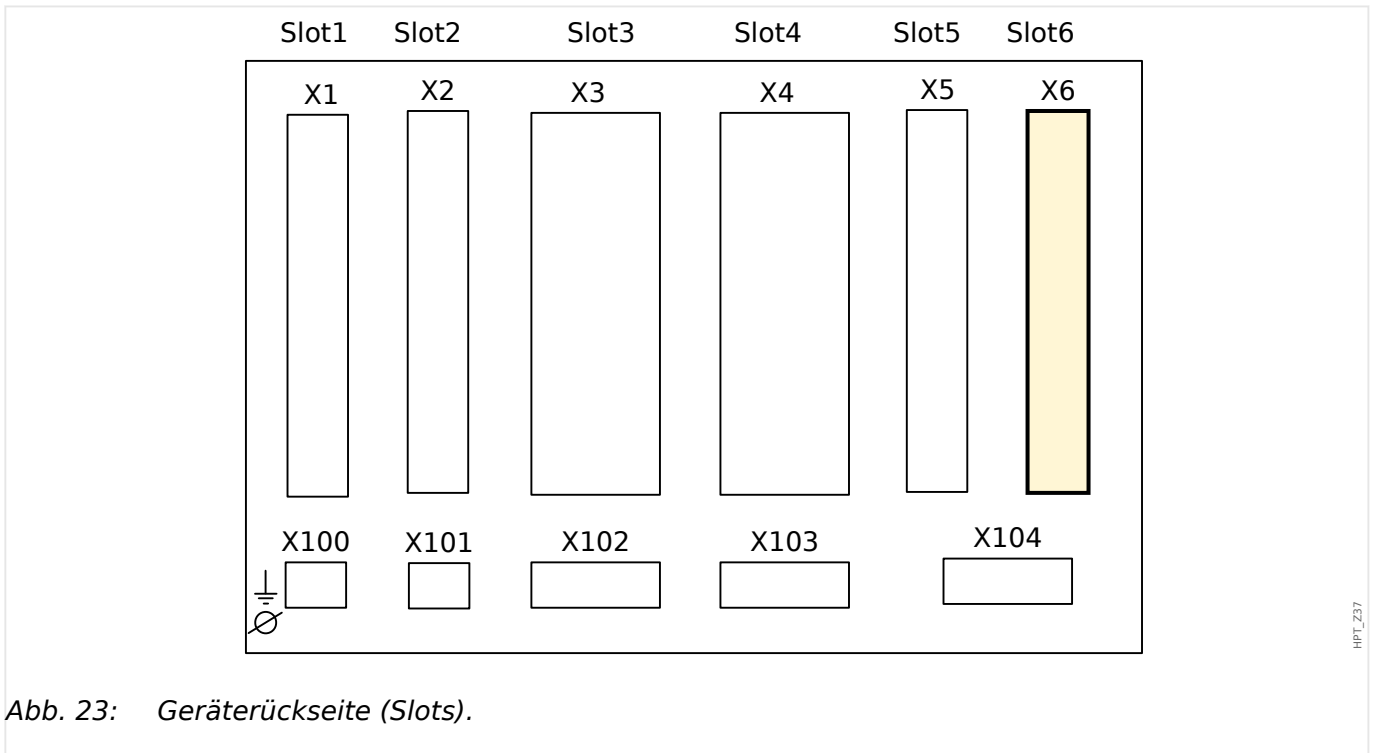 Slot1 Slot2 Slot3 Slot4 Slot5 Slot6
X1 X2 X3 X4 X5 X6
X100 X101 X102 X103 X104
HPT_Z37
Abb. 23: Geräterückseite (Slots).